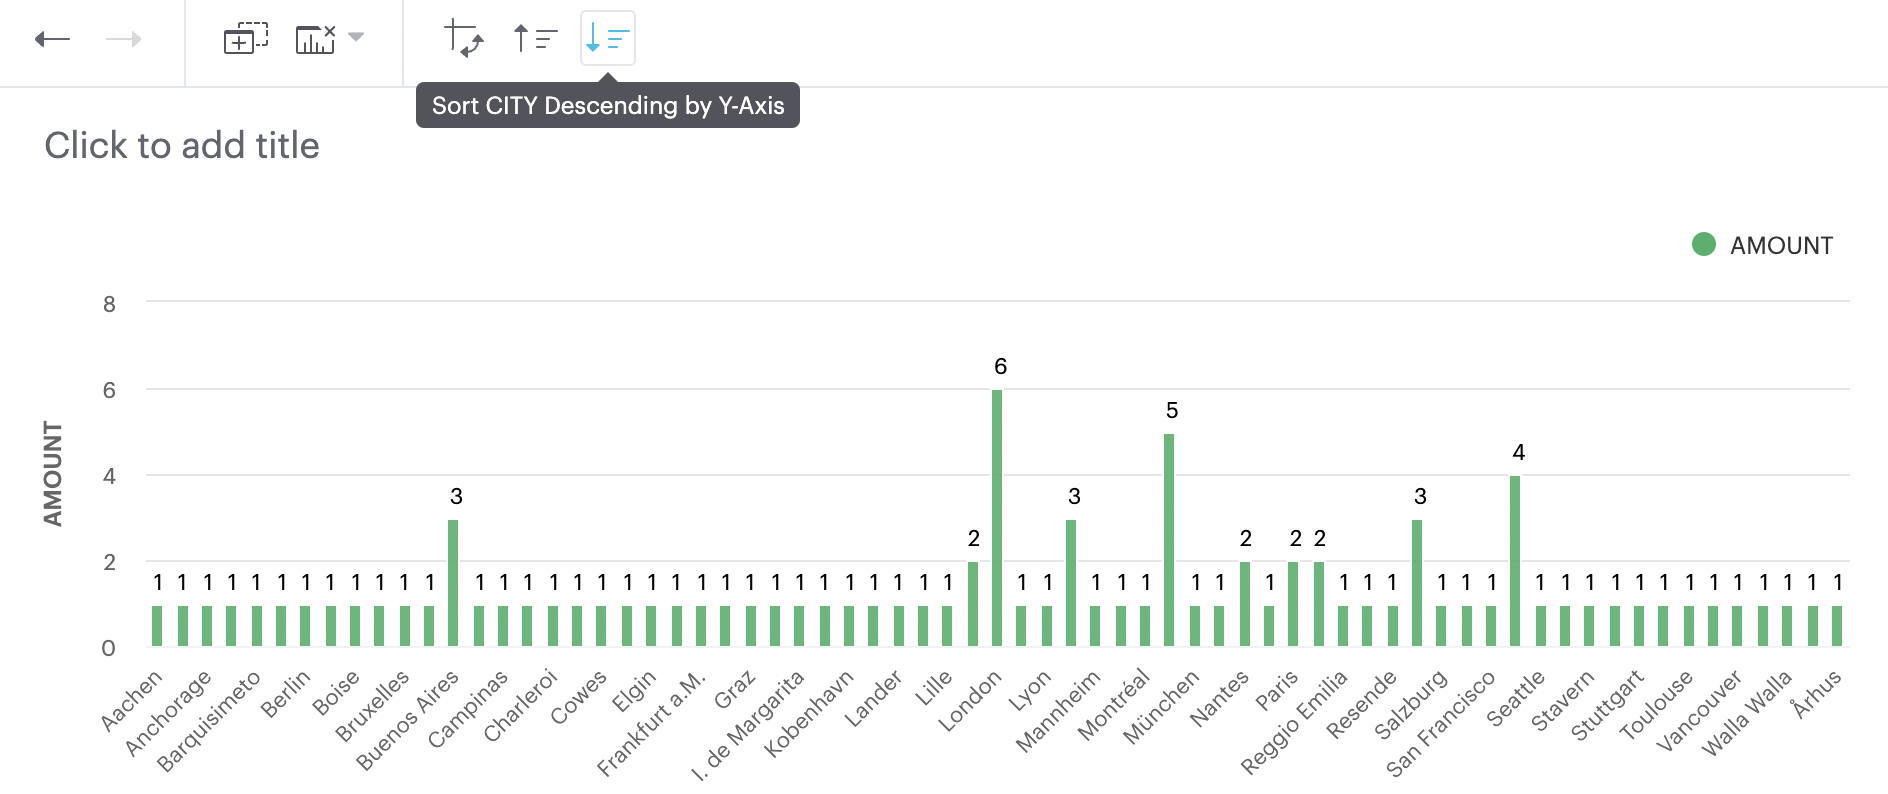 Sort CITY Descending by Y-Axis
Click to add title
AMOUNT
8
6
4
2
0
AMOUNT
1 1 1 1 1 1 1 1 1 1 1 1 3 1 1 1 1 1 1 1 1 1 1 1 1 1 1 1 1 1 1 1 1 2 6 1 1 3 1 1 1 5 1 1 2 1 2 2 1 1 1 3 1 1 1 4 1 1 1 1 1 1 1 1 1 1 1 1 1
Aachen
Anchorage
Barquisimeto
Berlin
Boise
Bruxelles
Buenos Aires
Campinas
Charleroi
Cowes
Elgin
Frankfurt a.M.
Graz
I. de Margarita
Kobenhavn
Lander
Lille
London
Lyon
Mannheim
Montréal
München
Nantes
Paris
Reggio Emilia
Resende
Salzburg
San Francisco
Seattle
Stavern
Stuttgart
Toulouse
Vancouver
Walla Walla
Århus